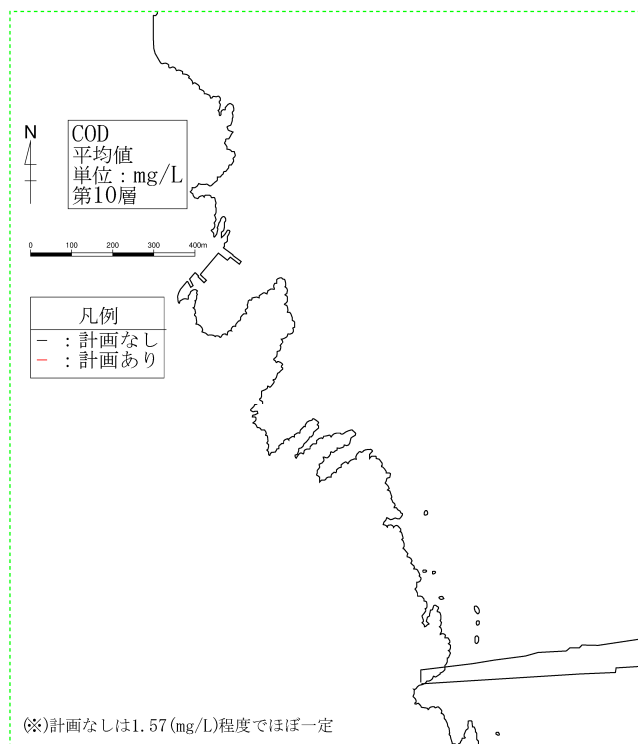 N
COD
平均値
単位：mg/L
第10層
0 100 200 300 400m
凡例
－ ：計画なし
－ ：計画あり
(※)計画なしは1.57(mg/L)程度でほぼ一定